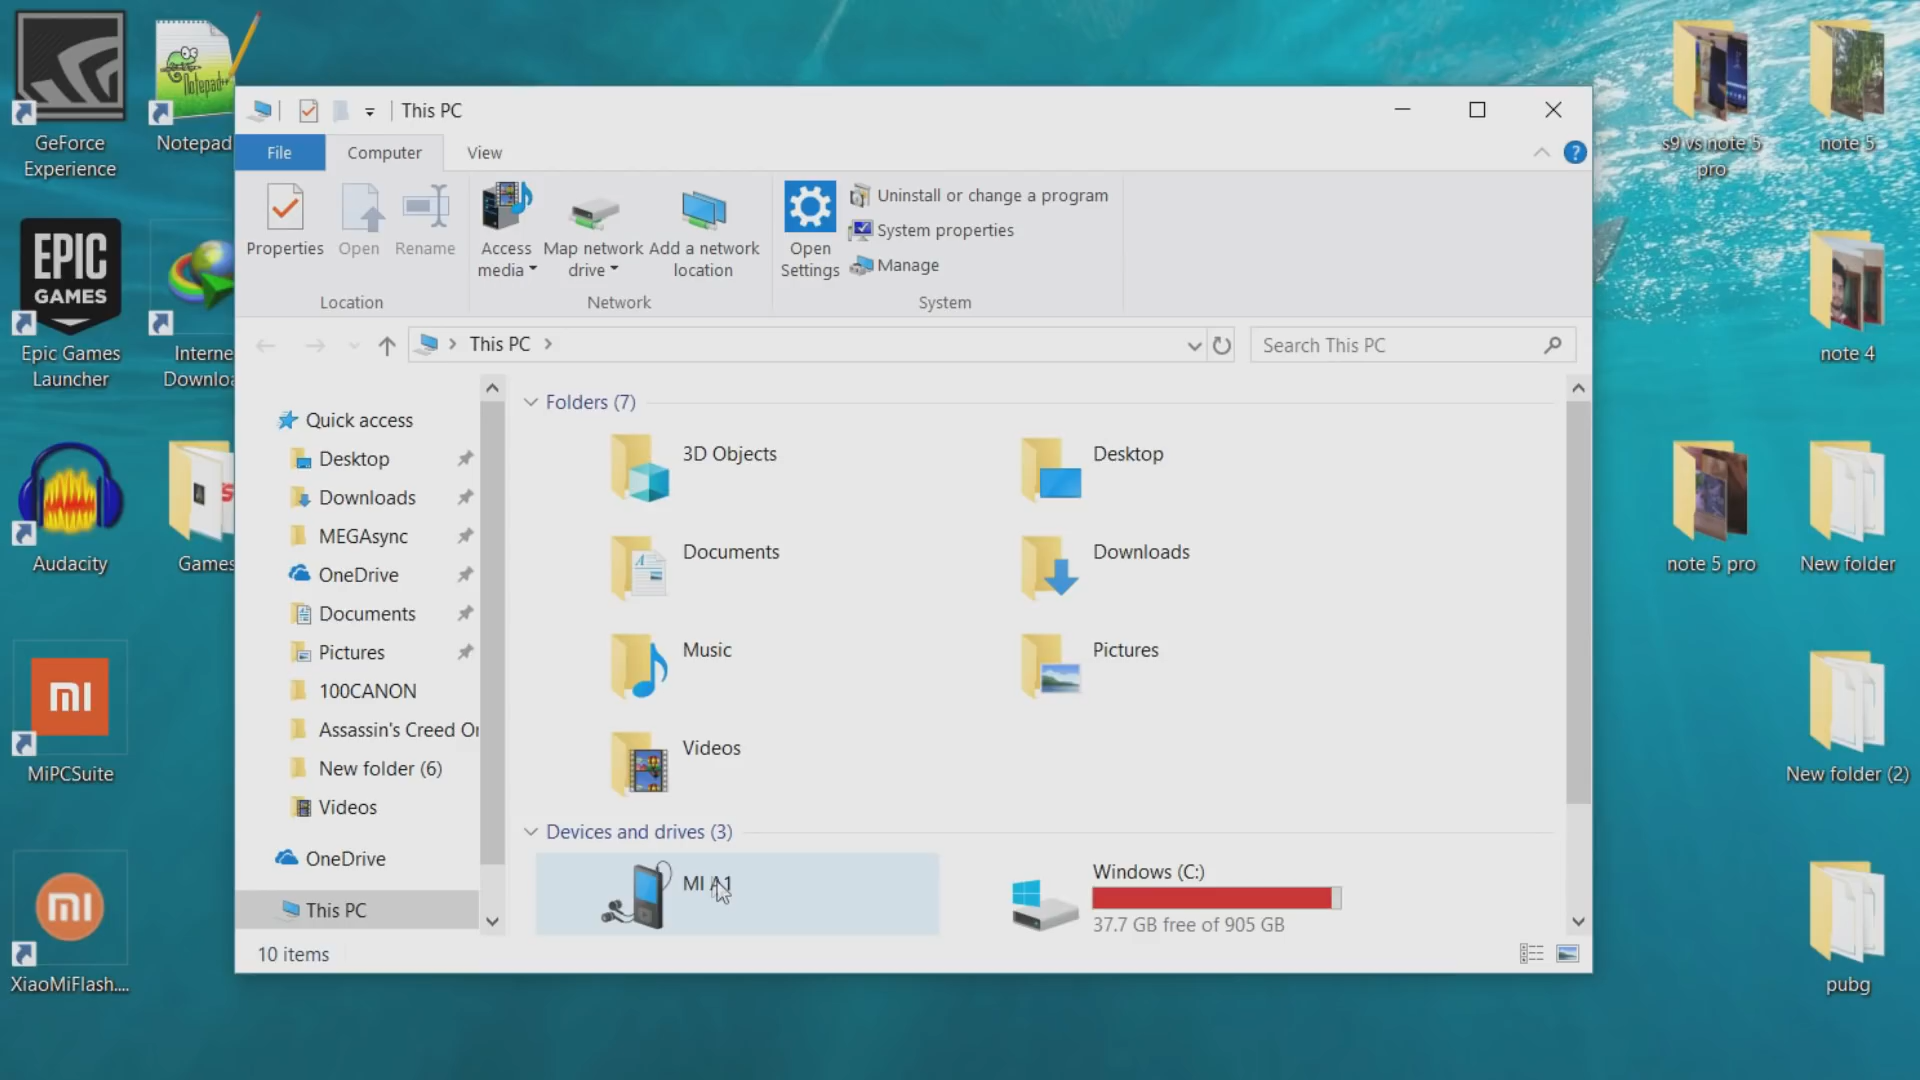 GeForce
Experience
Notepad
EPIC
GAMES
Epic Games
Launcher
Interne
Downloa
Audacity
Games
mi
MiPCSuite
mi
XiaoMiFlash....
This PC
File
Computer
View
Properties
Open
Rename
Location
Access
media
Map network
drive
Add a network
location
Network
Open
Settings
Uninstall or change a program
System properties
Manage
System
This PC
Search This PC
Quick access
Desktop
Downloads
MEGAsync
OneDrive
Documents
Pictures
100CANON
Assassin's Creed Or
New folder (6)
Videos
OneDrive
This PC
Folders (7)
3D Objects
Desktop
Documents
Downloads
Music
Pictures
Videos
Devices and drives (3)
MI A1
Windows (C:)
37.7 GB free of 905 GB
10 items
s9 vs note 5
pro
note 5
note 4
note 5 pro
New folder
New folder (2)
pubg